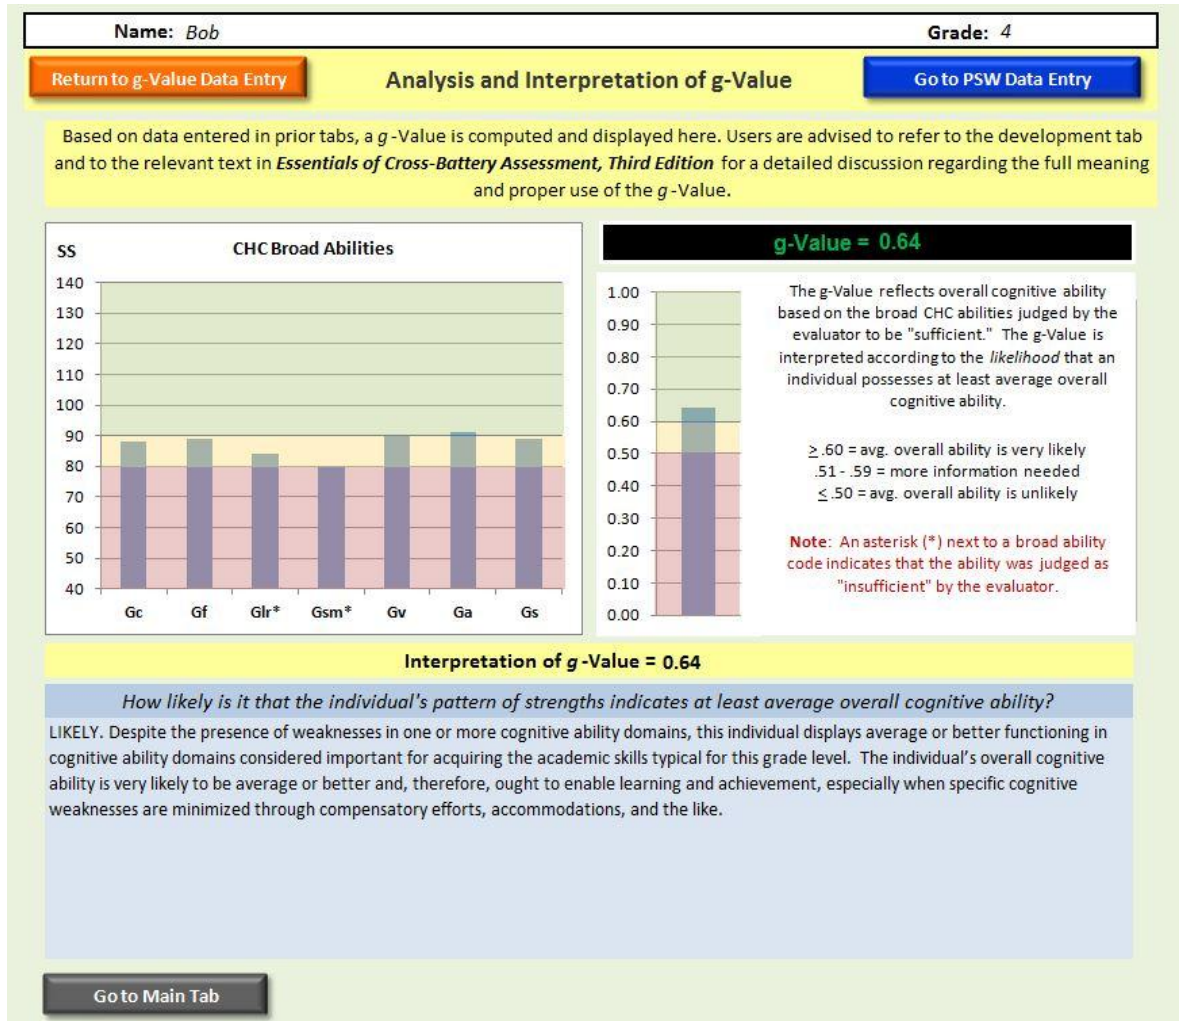 Name: Bob Grade: 4
Return to g-Value Data Entry
Analysis and Interpretation of g-Value
Go to PSW Data Entry
Based on data entered in prior tabs, a g-Value is computed and displayed here. Users are advised to refer to the development tab
and to the relevant text in Essentials of Cross-Battery Assessment, Third Edition for a detailed discussion regarding the full meaning
and proper use of the g-Value.
SS
CHC Broad Abilities
140
130
120
110
100
90
80
70
60
50
40
Gc Gf Glr* Gsm* Gv Ga Gs
g-Value = 0.64
1.00
0.90
0.80
0.70
0.60
0.50
0.40
0.30
0.20
0.10
0.00
The g-Value reflects overall cognitive ability
based on the broad CHC abilities judged by the
evaluator to be "sufficient." The g-Value is
interpreted according to the likelihood that an
individual possesses at least average overall
cognitive ability.
≥ .60 = avg. overall ability is very likely
.51 - .59 = more information needed
≤ .50 = avg. overall ability is unlikely
Note: An asterisk (*) next to a broad ability
code indicates that the ability was judged as
"insufficient" by the evaluator.
Interpretation of g-Value = 0.64
How likely is it that the individual's pattern of strengths indicates at least average overall cognitive ability?
LIKELY. Despite the presence of weaknesses in one or more cognitive ability domains, this individual displays average or better functioning in
cognitive ability domains considered important for acquiring the academic skills typical for this grade level. The individual's overall cognitive
ability is very likely to be average or better and, therefore, ought to enable learning and achievement, especially when specific cognitive
weaknesses are minimized through compensatory efforts, accommodations, and the like.
Go to Main Tab